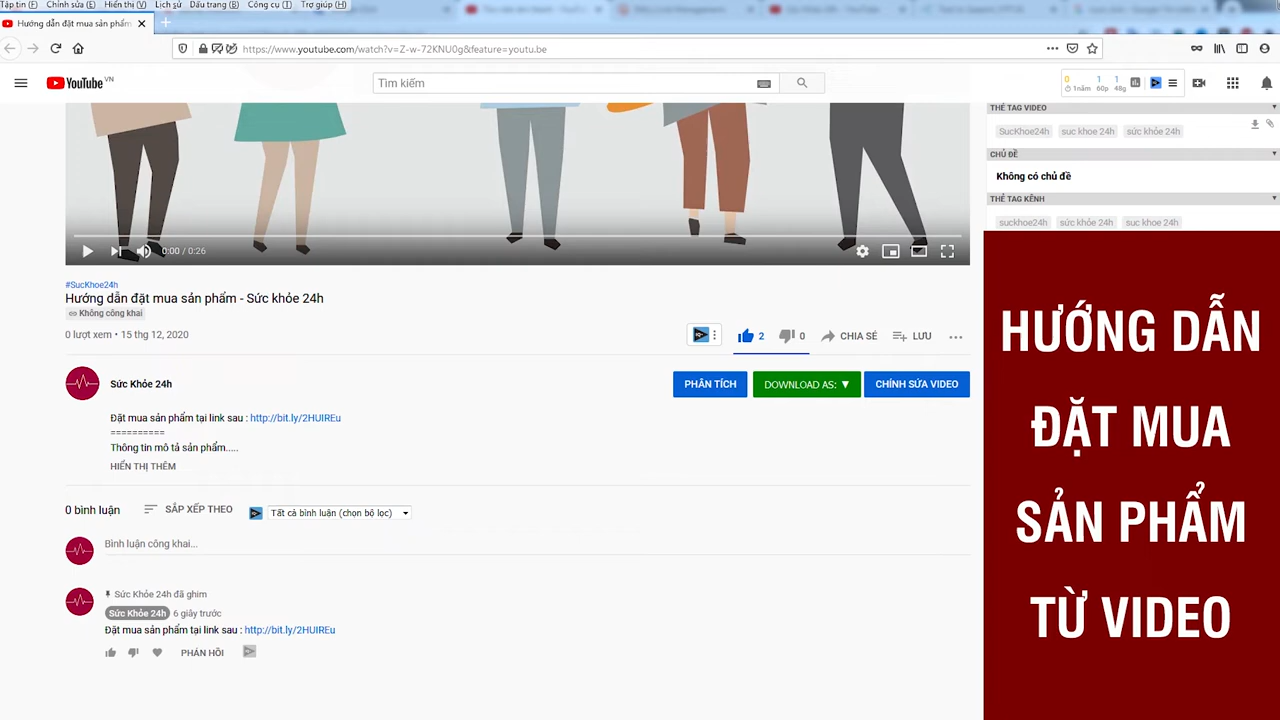 Tập tin (F) Chỉnh sửa (E) Hiển thị (V) Lịch sử Dấu trang (B) Công cụ (T) Trợ giúp (H)
Hướng dẫn đặt mua sản phẩm
https://www.youtube.com/watch?v=Z-w-72KNU0g&feature=youtu.be
YouTube VN
Tìm kiếm
0 1 1
1năm 60p 48g
THẺ TAG VIDEO
SucKhoe24h suc khoe 24h sức khỏe 24h
CHỦ ĐỀ
Không có chủ đề
THẺ TAG KÊNH
suckhoe24h sức khỏe 24h suc khoe 24h
0:00 / 0:26
#SucKhoe24h
Hướng dẫn đặt mua sản phẩm - Sức khỏe 24h
Không công khai
0 lượt xem • 15 thg 12, 2020
2 0 CHIA SẺ LƯU
Sức Khỏe 24h
PHÂN TÍCH DOWNLOAD AS: ▼ CHỈNH SỬA VIDEO
Đặt mua sản phẩm tại link sau : http://bit.ly/2HUIREu
==========
Thông tin mô tả sản phẩm.....
HIỂN THỊ THÊM
0 bình luận SẮP XẾP THEO Tất cả bình luận (chọn bộ lọc)
Bình luận công khai...
Sức Khỏe 24h đã ghim
Sức Khỏe 24h 6 giây trước
Đặt mua sản phẩm tại link sau : http://bit.ly/2HUIREu
PHẢN HỒI
HƯỚNG DẪN
ĐẶT MUA
SẢN PHẨM
TỪ VIDEO